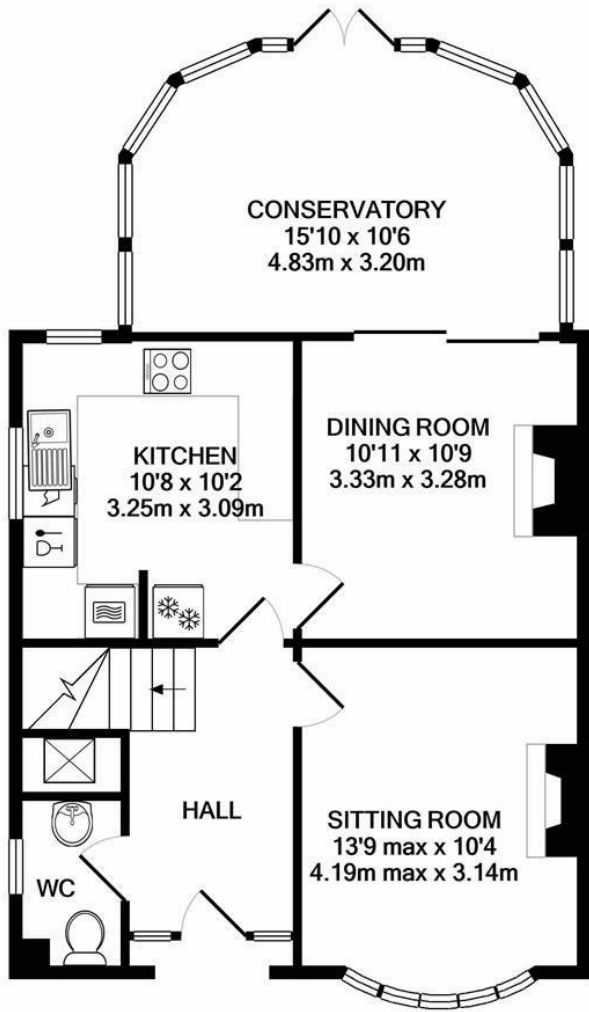 CONSERVATORY
15'10 x 10'6
4.83m x 3.20m
KITCHEN
10'8 x 10'2
3.25m x 3.09m
DINING ROOM
10'11 x 10'9
3.33m x 3.28m
HALL
WC
SITTING ROOM
13'9 max x 10'4
4.19m max x 3.14m